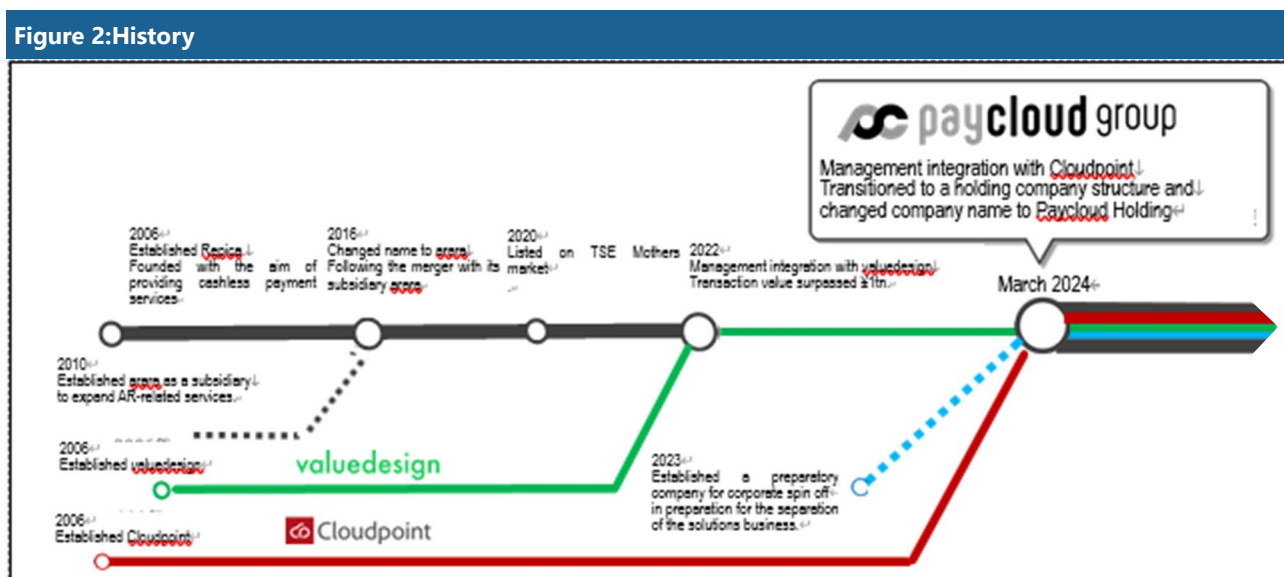 Figure 2:History
paycloud group
Management integration with Cloudpoint
Transitioned to a holding company structure and
changed company name to Paycloud Holding
2006
Established Repica
Founded with the aim of
providing cashless payment
services
2016
Changed name to arara
Following the merger with its
subsidiary arara
2020
Listed on TSE Mothers
market
2022
Management integration with valuedesign
Transaction value surpassed ¥1tn.
March 2024
2010
Established arara as a subsidiary
to expand AR-related services.
2006
Established valuedesign
valuedesign
2023
Established a preparatory
company for corporate spin off
in preparation for the separation
of the solutions business.
2006
Established Cloudpoint
Cloudpoint